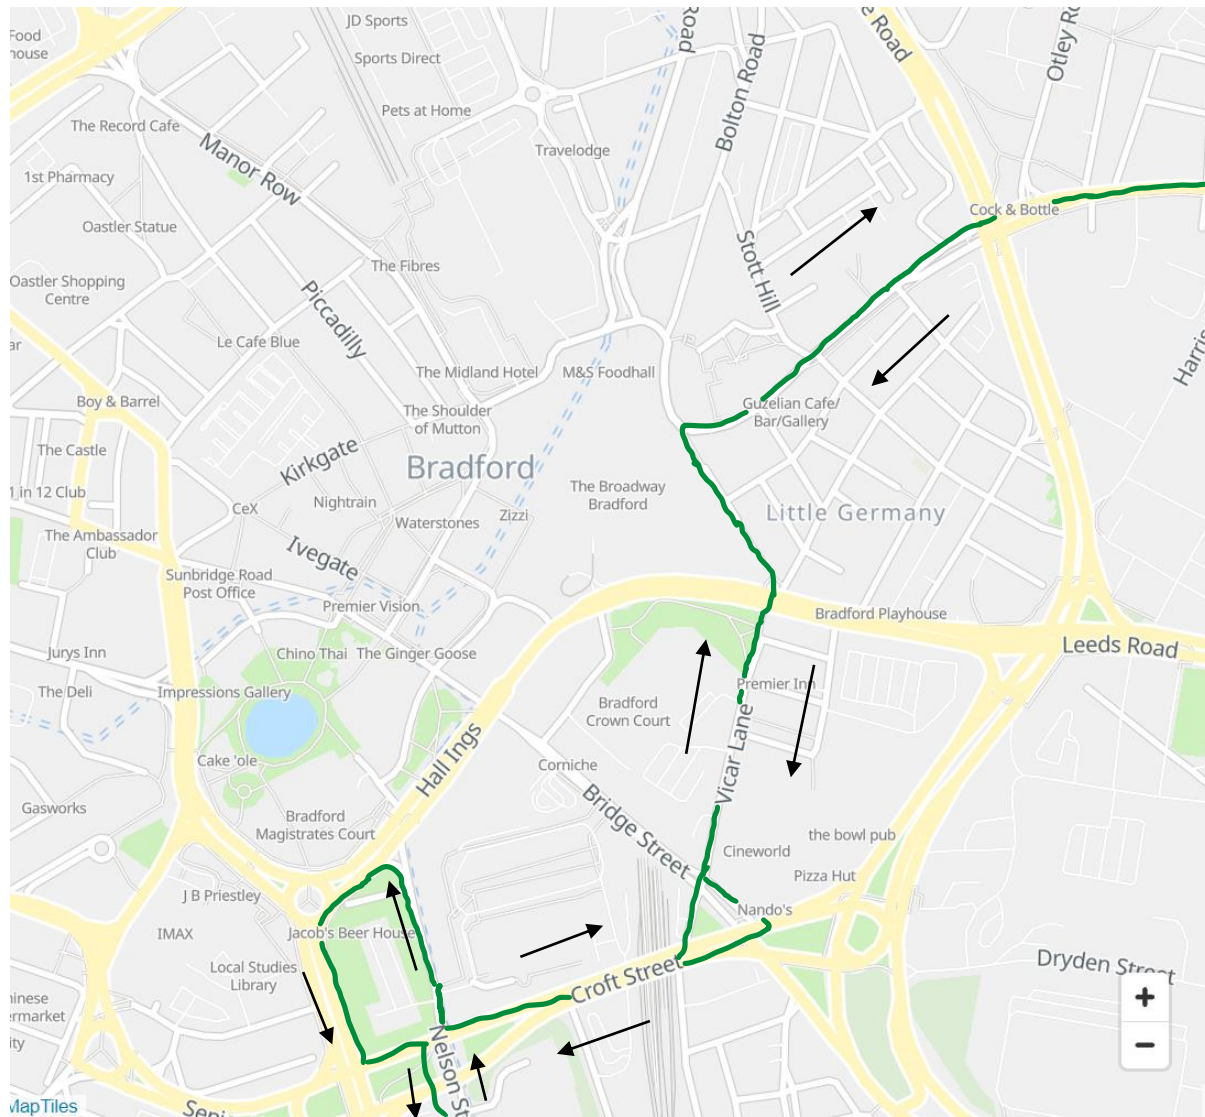 JD Sports
Food
house
Sports Direct
e Road
Otley Ro
Road
Bolton Road
Pets at Home
The Record Cafe
Manor Row
Travelodge
1st Pharmacy
Cock & Bottle
Oastler Statue
Stott Hill
The Fibres
Oastler Shopping
Centre
Piccadilly
Harris
ar
Le Cafe Blue
The Midland Hotel
M&S Foodhall
Boy & Barrel
The Shoulder
of Mutton
Guzelian Cafe/
Bar/Gallery
The Castle
Kirkgate
Bradford
1 in 12 Club
Nightrain
The Broadway
Bradford
CeX
Waterstones
Zizzi
Little Germany
The Ambassador
Club
Ivegate
Sunbridge Road
Post Office
Premier Vision
Bradford Playhouse
Leeds Road
Jurys Inn
Chino Thai
The Ginger Goose
The Deli
Impressions Gallery
Premier Inn
Bradford
Crown Court
Hall Ings
Vicar Lane
Cake 'ole
Corniche
Gasworks
Bradford
Magistrates Court
Bridge Street
the bowl pub
Cineworld
Pizza Hut
J B Priestley
Nando's
IMAX
Jacob's Beer House
Local Studies
Library
Croft Street
Dryden Street
hinese
ermarket
ity
+
Nelson St
−
MapTiles